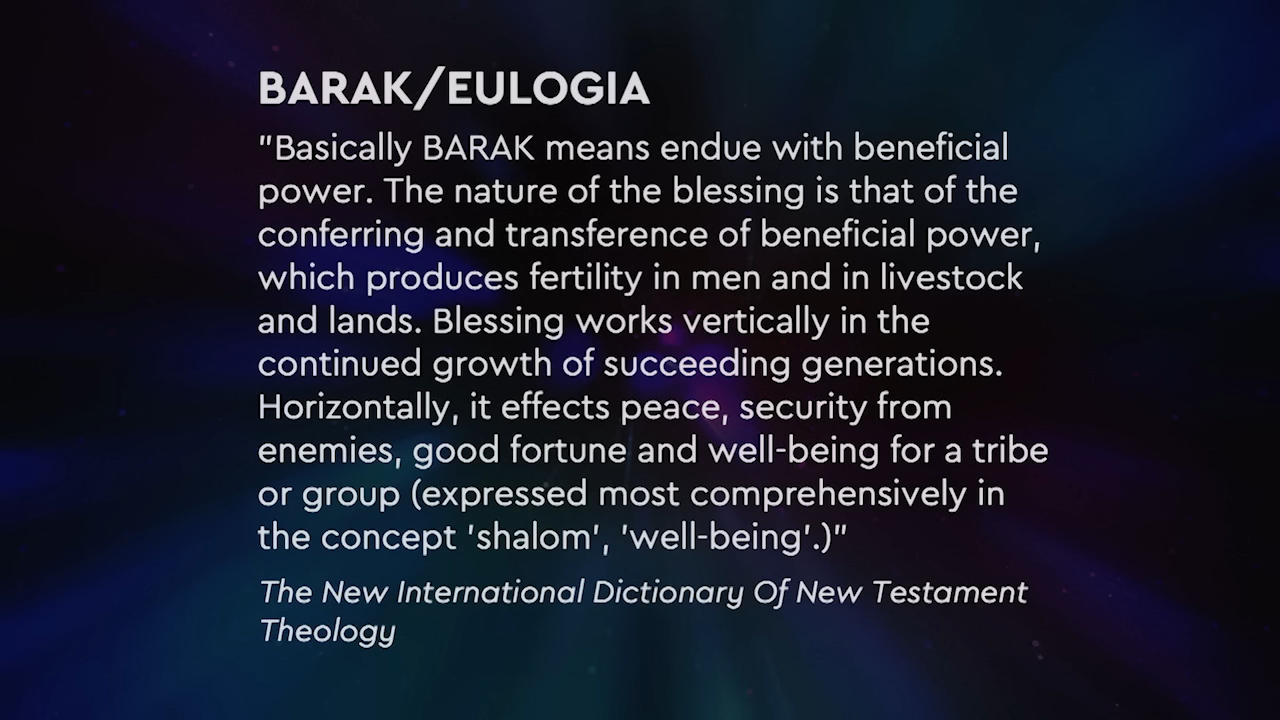 BARAK/EULOGIA
"Basically BARAK means endue with beneficial
power. The nature of the blessing is that of the
conferring and transference of beneficial power,
which produces fertility in men and in livestock
and lands. Blessing works vertically in the
continued growth of succeeding generations.
Horizontally, it effects peace, security from
enemies, good fortune and well-being for a tribe
or group (expressed most comprehensively in
the concept 'shalom', 'well-being'.)"
The New International Dictionary Of New Testament
Theology